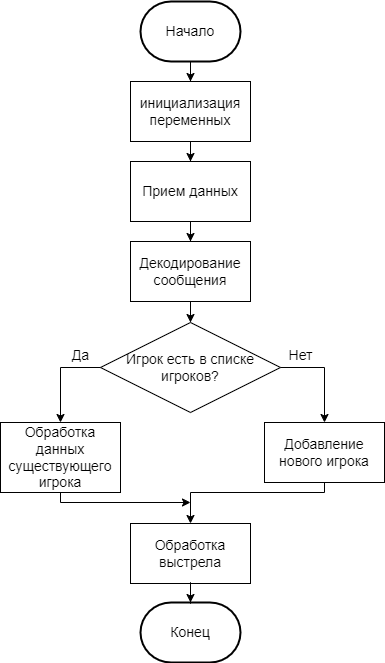 Начало
инициализация
переменных
Прием данных
Декодирование
сообщения
Игрок есть в списке
игроков?
Да
Нет
Обработка
данных
существующего
игрока
Добавление
нового игрока
Обработка
выстрела
Конец